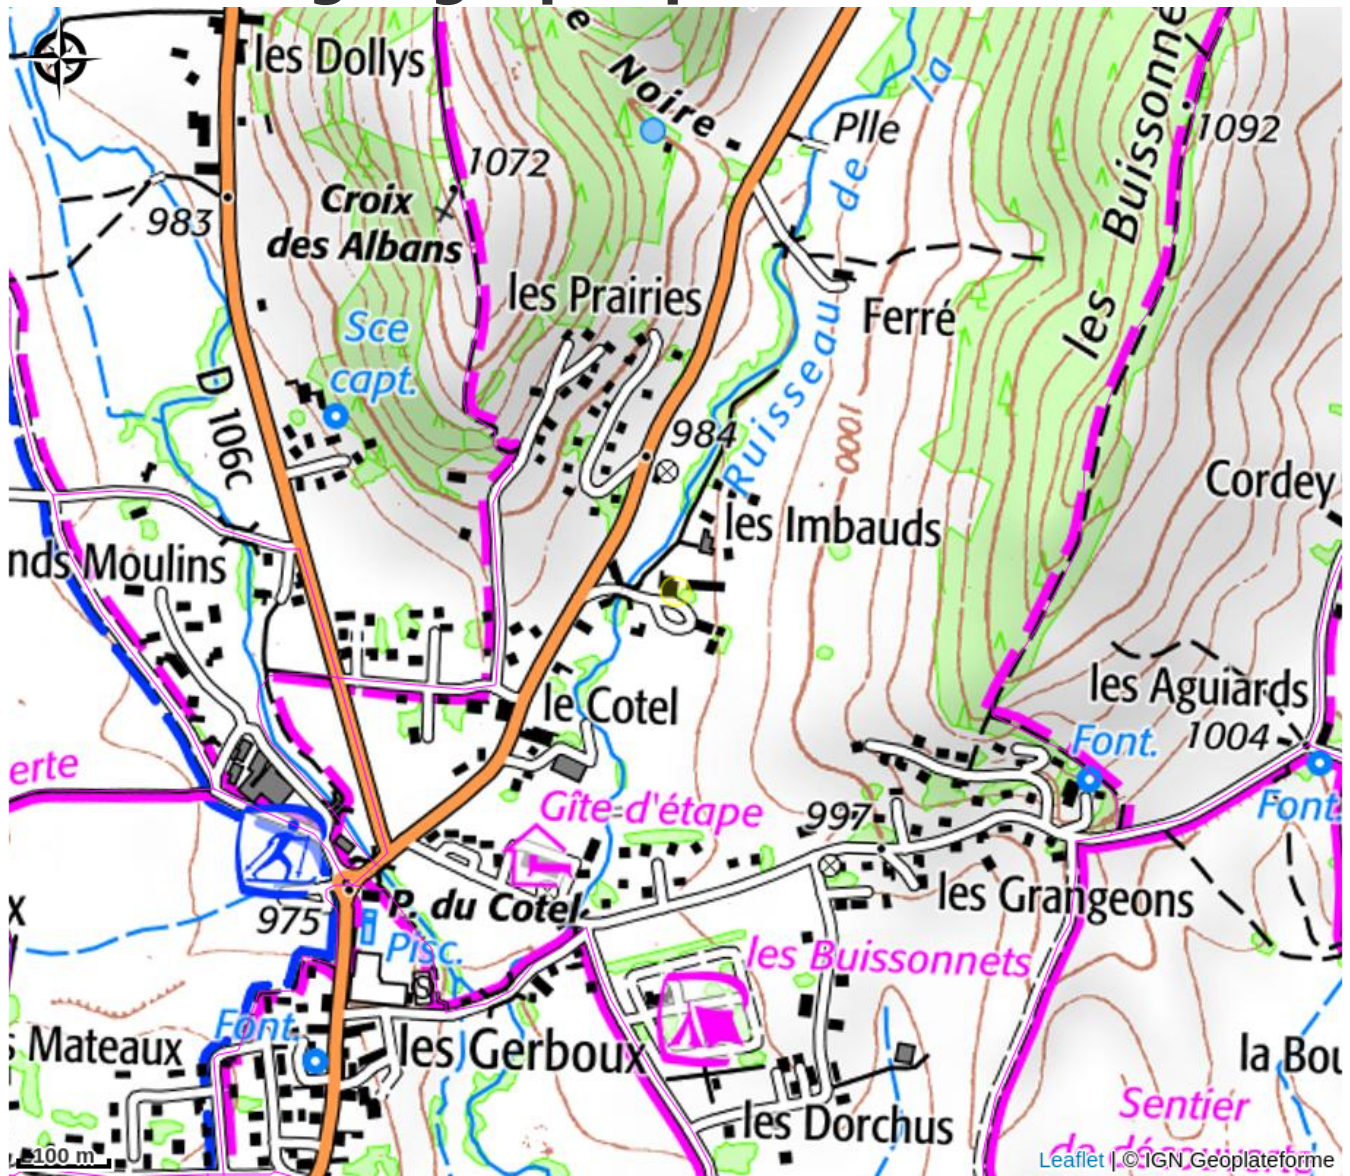 les Dollys
Noire
Plle
la
de
Buissonne
les
1092
1072
Croix
des Albans
983
les Prairies
Ferré
Ruisseau
Sce
capt.
D 106c
984
1000
Cordey
les Imbauds
nds Moulins
les Aguiards
le Cotel
Font.
1004
erte
Gîte d'étape
997
Font.
x
975
P. du Cotel
les Grangeons
Pisc.
les Buissonnets
S
Font.
Mateaux
les Gerboux
la Bou
les Dorchus
Sentier
100 m
Leaflet | © IGN Geoplateforme